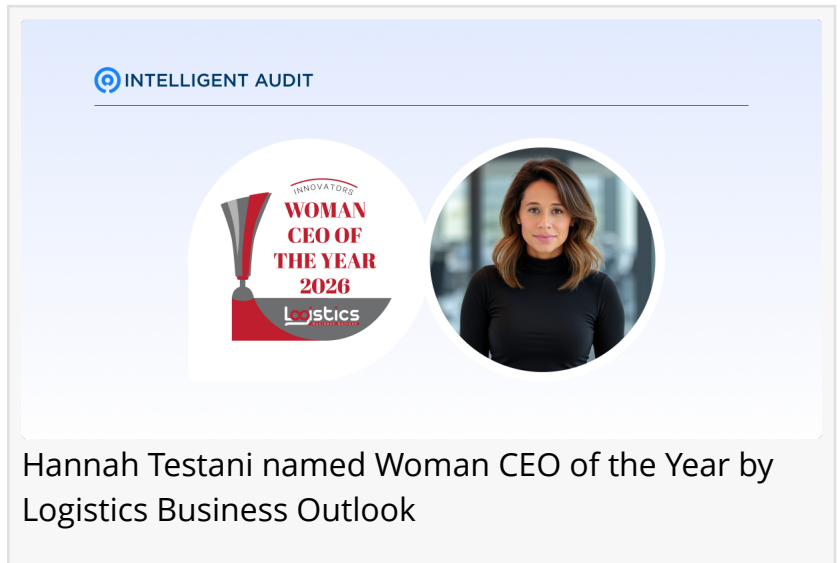 INTELLIGENT AUDIT
INNOVATORS
WOMAN
CEO OF
THE YEAR
2026
Logistics
Hannah Testani named Woman CEO of the Year by
Logistics Business Outlook